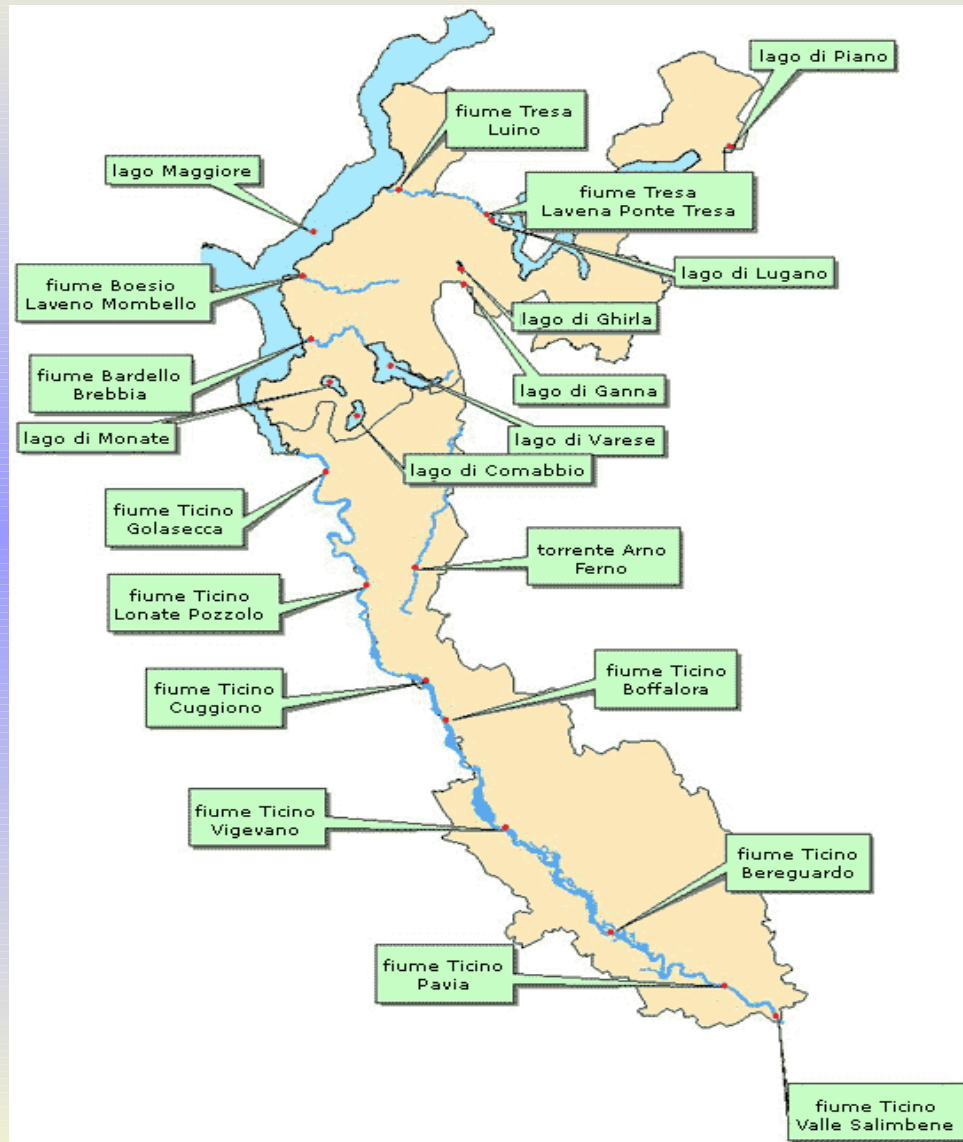 lago di Piano
fiume Tresa
Luino
lago Maggiore
fiume Tresa
Lavena Ponte Tresa
lago di Lugano
fiume Boesio
Laveno Mombello
lago di Ghirla
fiume Bardello
Brebbia
lago di Ganna
lago di Monate
lago di Varese
lago di Comabbio
fiume Ticino
Golasecca
torrente Arno
Ferno
fiume Ticino
Lonate Pozzolo
fiume Ticino
Boffalora
fiume Ticino
Cuggiono
fiume Ticino
Vigevano
fiume Ticino
Bereguardo
fiume Ticino
Pavia
fiume Ticino
Valle Salimbene